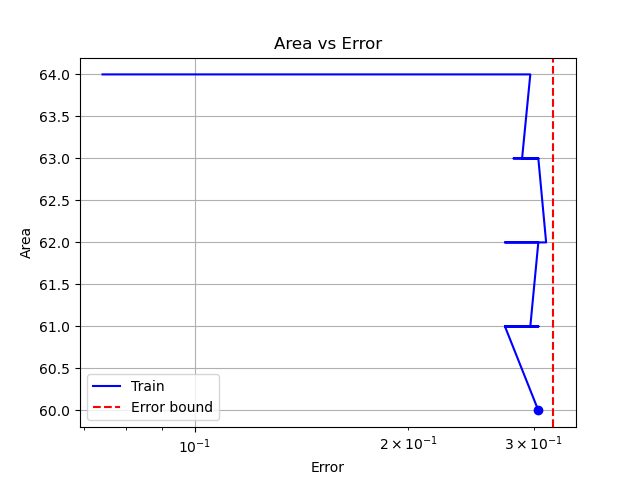 Area vs Error
64.0
63.5
63.0
62.5
62.0
61.5
61.0
60.5
60.0
Area
Train
Error bound
10⁻¹
2 × 10⁻¹
3 × 10⁻¹
Error